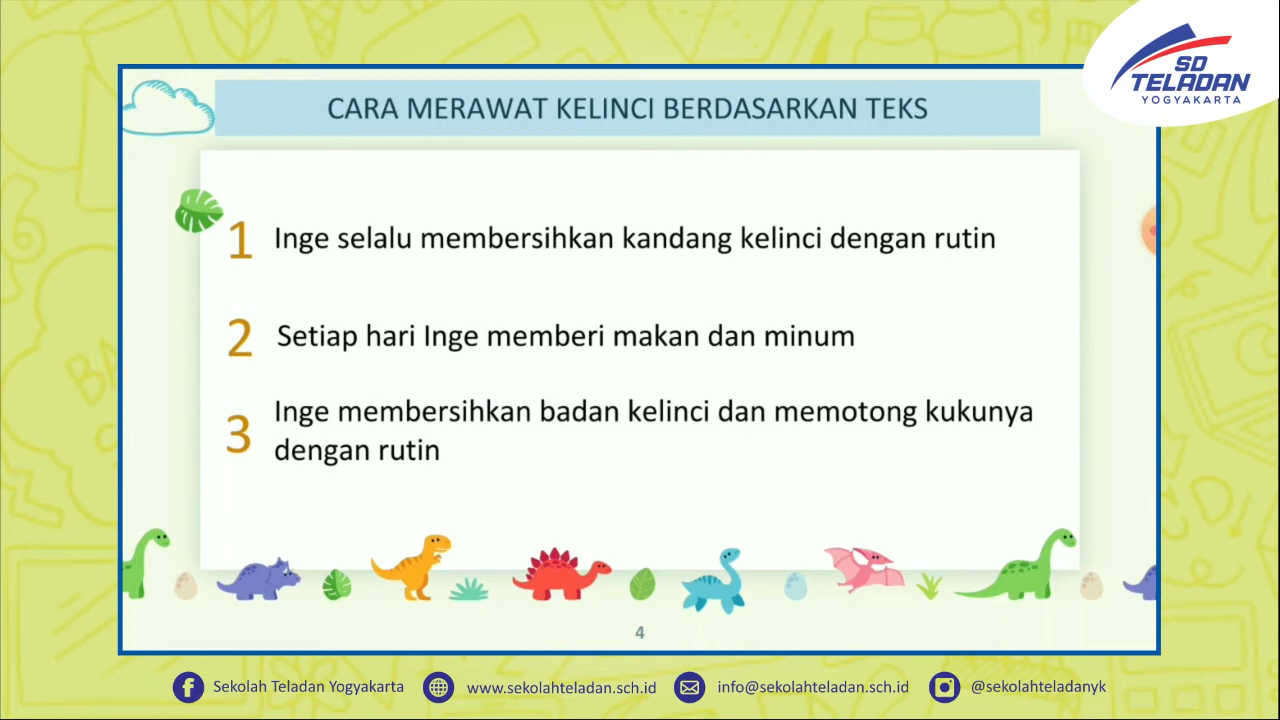 SD
TELADAN
YOGYAKARTA
CARA MERAWAT KELINCI BERDASARKAN TEKS
1 Inge selalu membersihkan kandang kelinci dengan rutin
2 Setiap hari Inge memberi makan dan minum
3 Inge membersihkan badan kelinci dan memotong kukunya
dengan rutin
4
Sekolah Teladan Yogyakarta www.sekolahteladan.sch.id info@sekolahteladan.sch.id @sekolahteladanyk